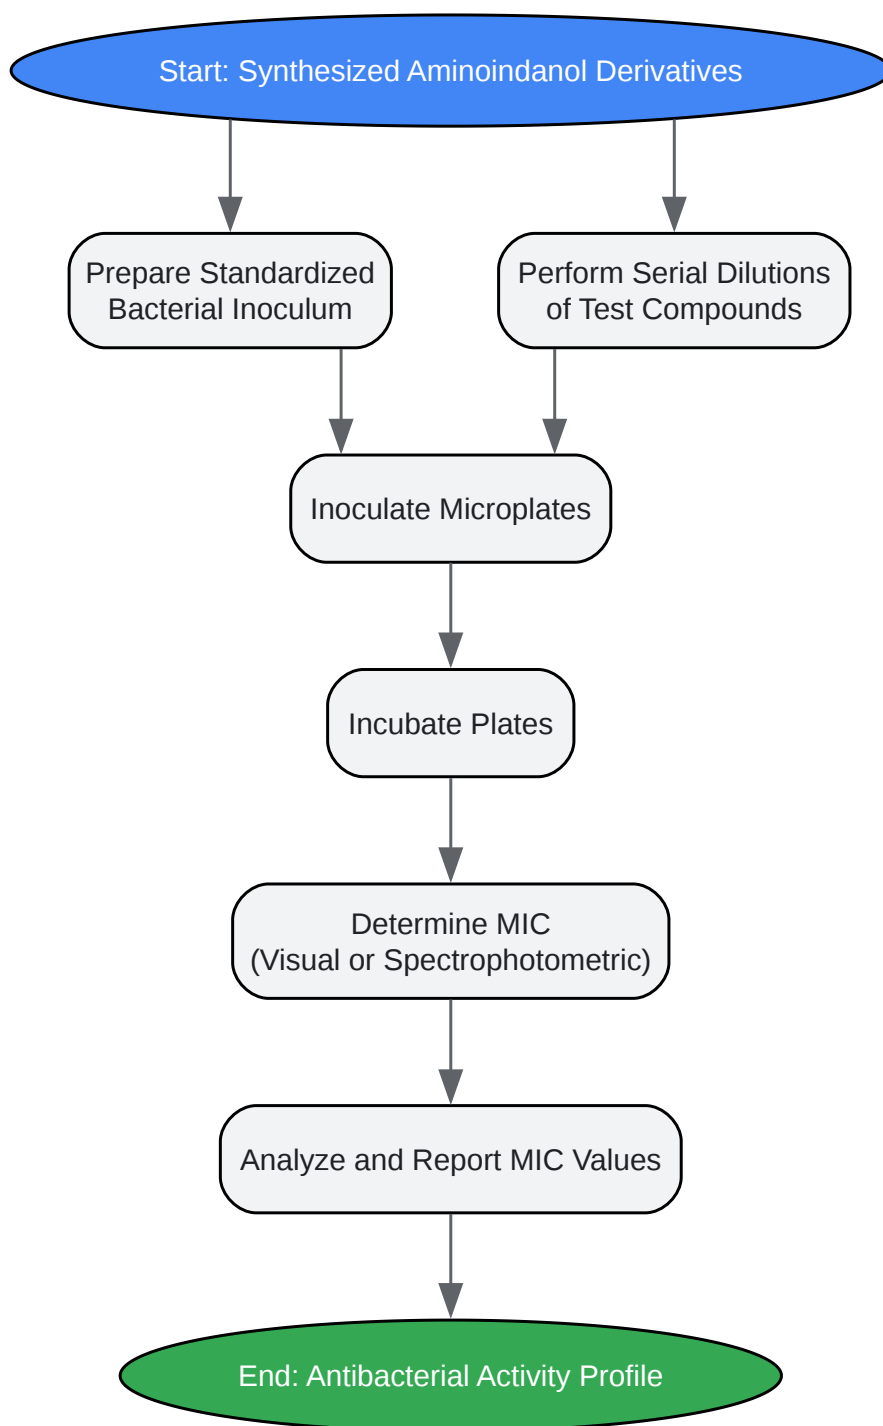 Start: Synthesized Aminoindanol Derivatives
Prepare Standardized
Bacterial Inoculum
Perform Serial Dilutions
of Test Compounds
Inoculate Microplates
Incubate Plates
Determine MIC
(Visual or Spectrophotometric)
Analyze and Report MIC Values
End: Antibacterial Activity Profile